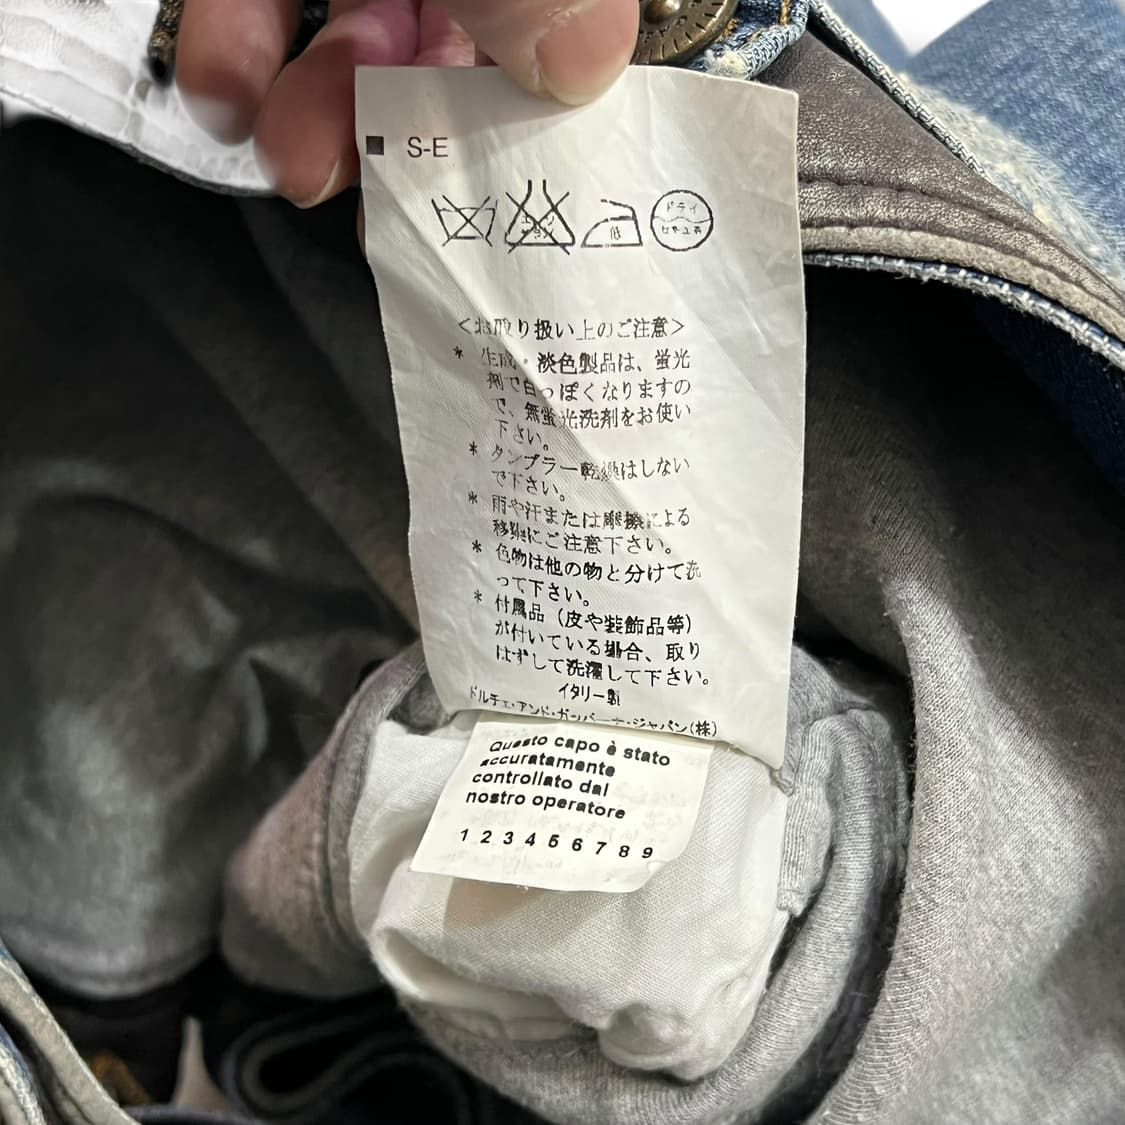 S-E
ドライ
セキユ系
低
<お取り扱い上のご注意>
* 生成・淡色製品は、蛍光
剤で白っぽくなりますの
で、無蛍光洗剤をお使い
下さい。
* タンブラー乾燥はしない
で下さい。
* 雨や汗または摩擦による
移染にご注意下さい。
* 色物は他の物と分けて洗
って下さい。
* 付属品（皮や装飾品等）
が付いている場合、取り
はずして洗濯して下さい。
イタリー製
ドルチェ・アンド・ガッバーナ・ジャパン(株)
Questo capo è stato
accuratamente
controllato dal
nostro operatore
1 2 3 4 5 6 7 8 9